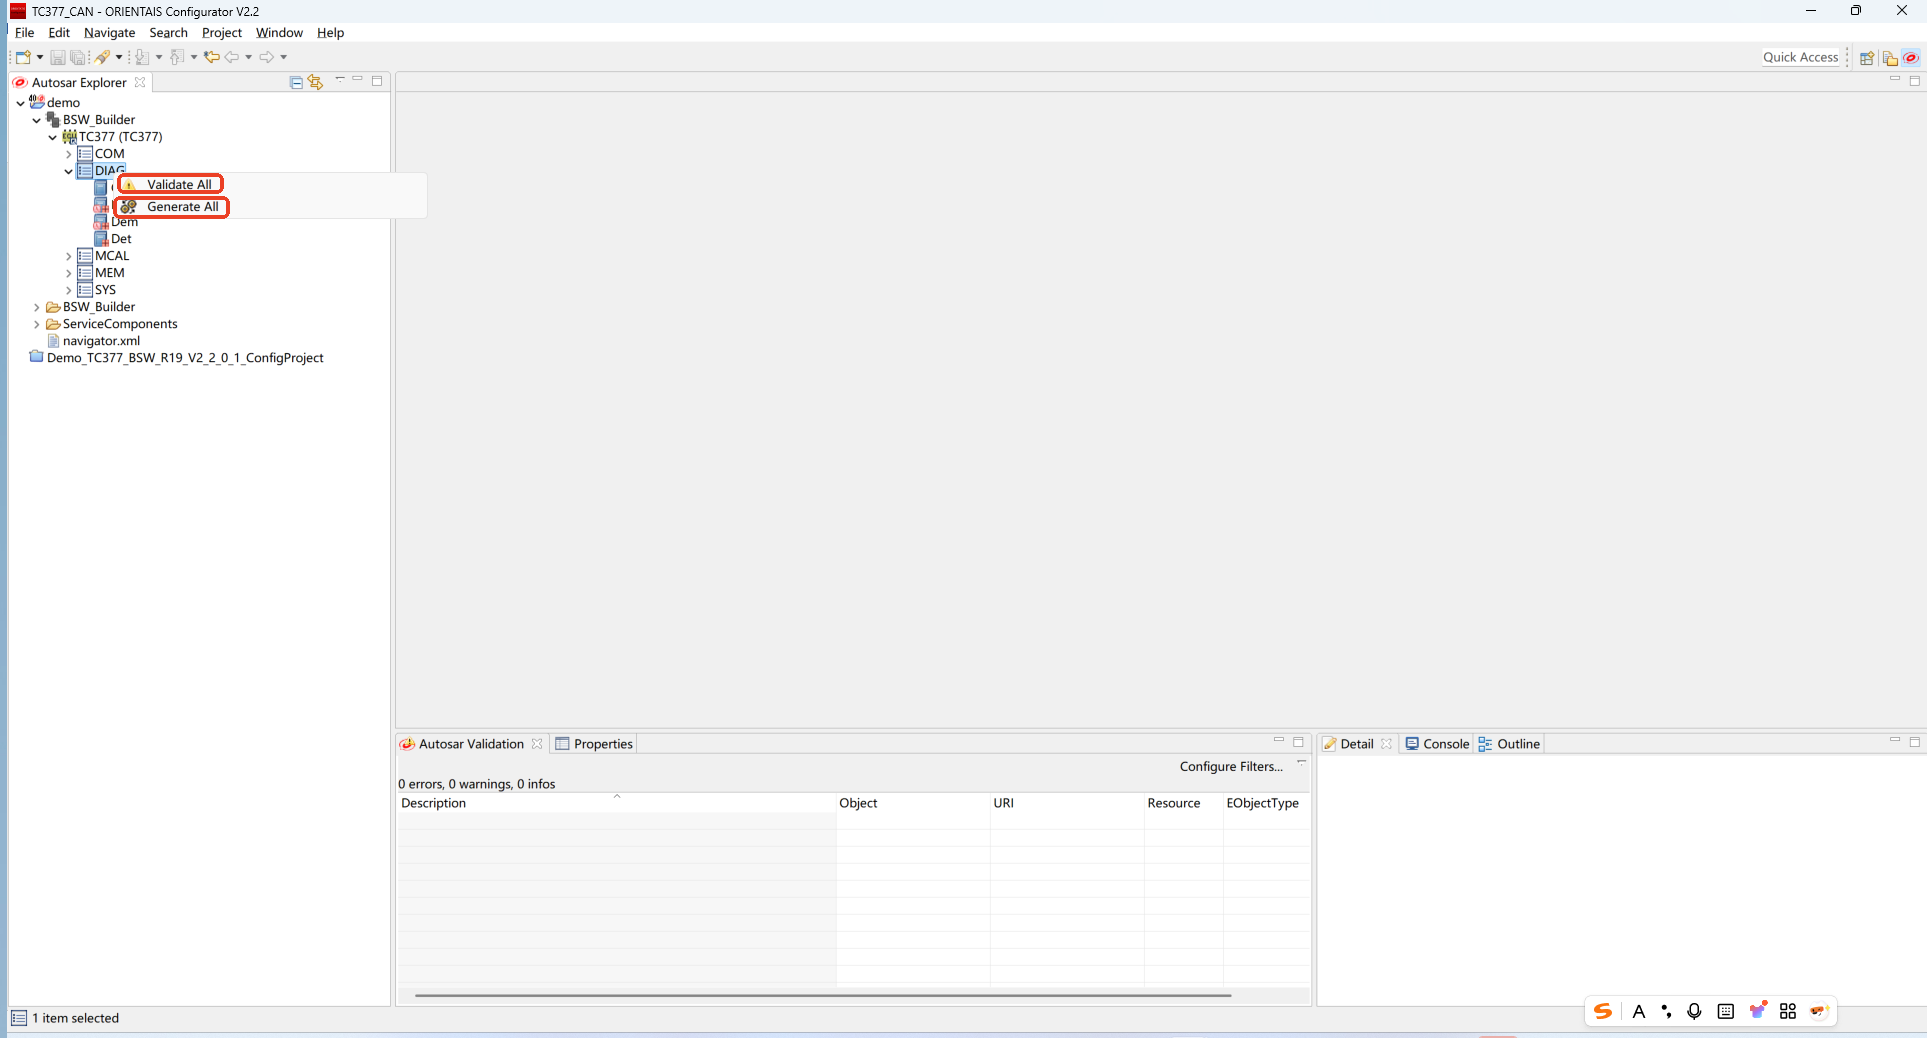 TC377_CAN - ORIENTAIS Configurator V2.2
File Edit Navigate Search Project Window Help
Quick Access
Autosar Explorer
demo
BSW_Builder
TC377 (TC377)
COM
DIAG
Validate All
Generate All
Dem
Det
MCAL
MEM
SYS
BSW_Builder
ServiceComponents
navigator.xml
Demo_TC377_BSW_R19_V2_2_0_1_ConfigProject
Autosar Validation Properties
Configure Filters...
0 errors, 0 warnings, 0 infos
Description Object URI Resource EObjectType
Detail Console Outline
1 item selected
A